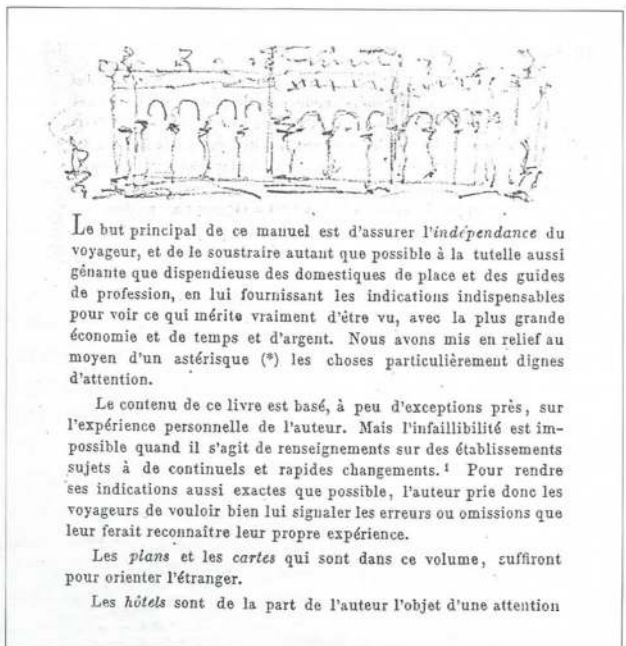 Le but principal de ce manuel est d'assurer l'indépendance du
voyageur, et de le soustraire autant que possible à la tutelle aussi
gênante que dispendieuse des domestiques de place et des guides
de profession, en lui fournissant les indications indispensables
pour voir ce qui mérite vraiment d'être vu, avec la plus grande
économie et de temps et d'argent. Nous avons mis en relief au
moyen d'un astérisque (*) les choses particulièrement dignes
d'attention.
Le contenu de ce livre est basé, à peu d'exceptions près, sur
l'expérience personnelle de l'auteur. Mais l'infaillibilité est im-
possible quand il s'agit de renseignements sur des établissements
sujets à de continuels et rapides changements. ¹ Pour rendre
ses indications aussi exactes que possible, l'auteur prie donc les
voyageurs de vouloir bien lui signaler les erreurs ou omissions que
leur ferait reconnaître leur propre expérience.
Les plans et les cartes qui sont dans ce volume, suffiront
pour orienter l'étranger.
Les hôtels sont de la part de l'auteur l'objet d'une attention